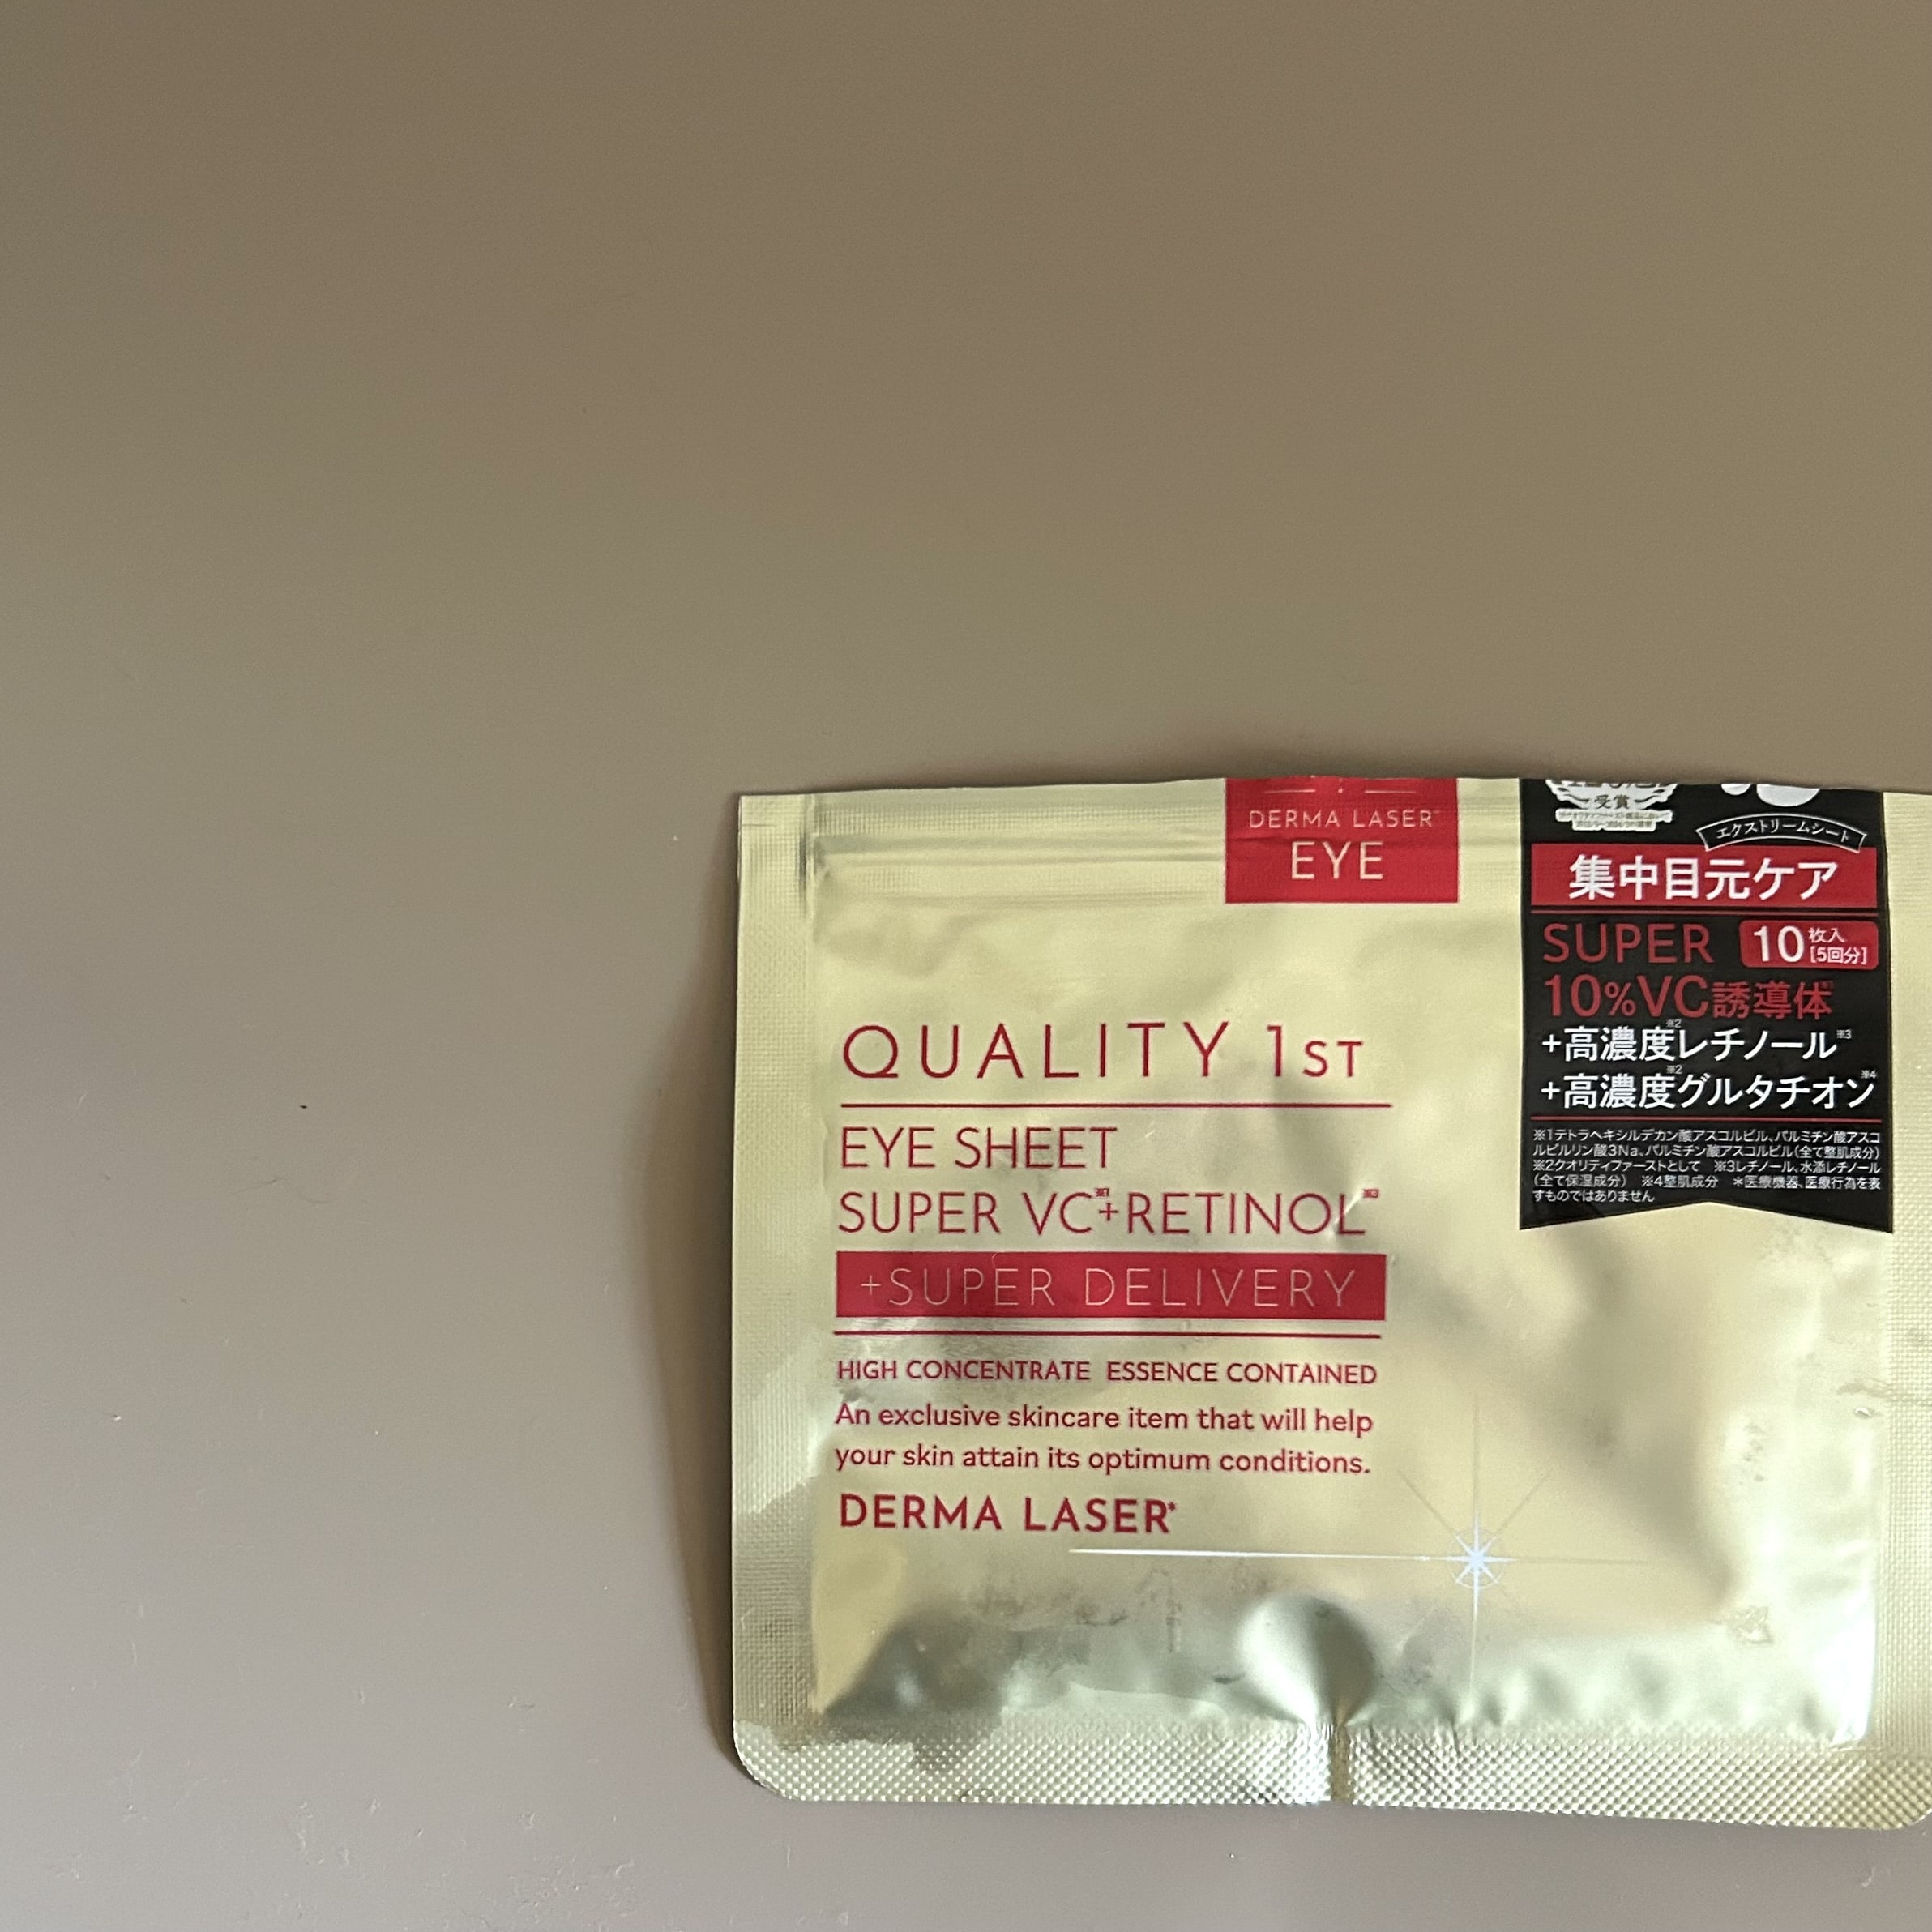 DERMA LASER*
EYE
QUALITY 1ST
EYE SHEET
SUPER VC※1+RETINOL※3
+SUPER DELIVERY
HIGH CONCENTRATE ESSENCE CONTAINED
An exclusive skincare item that will help
your skin attain its optimum conditions.
DERMA LASER*
受賞
エクストリームシート
集中目元ケア
SUPER 10枚入[5回分]
10%VC誘導体
+高濃度※2レチノール※3
+高濃度※2グルタチオン※4
※1テトラヘキシルデカン酸アスコルビル、パルミチン酸アスコ
ルビルリン酸3Na、パルミチン酸アスコルビル(全て整肌成分)
※2クオリティファーストとして ※3レチノール、水添レチノール
(全て保湿成分) ※4整肌成分 *医療機器、医療行為を表
すものではありません